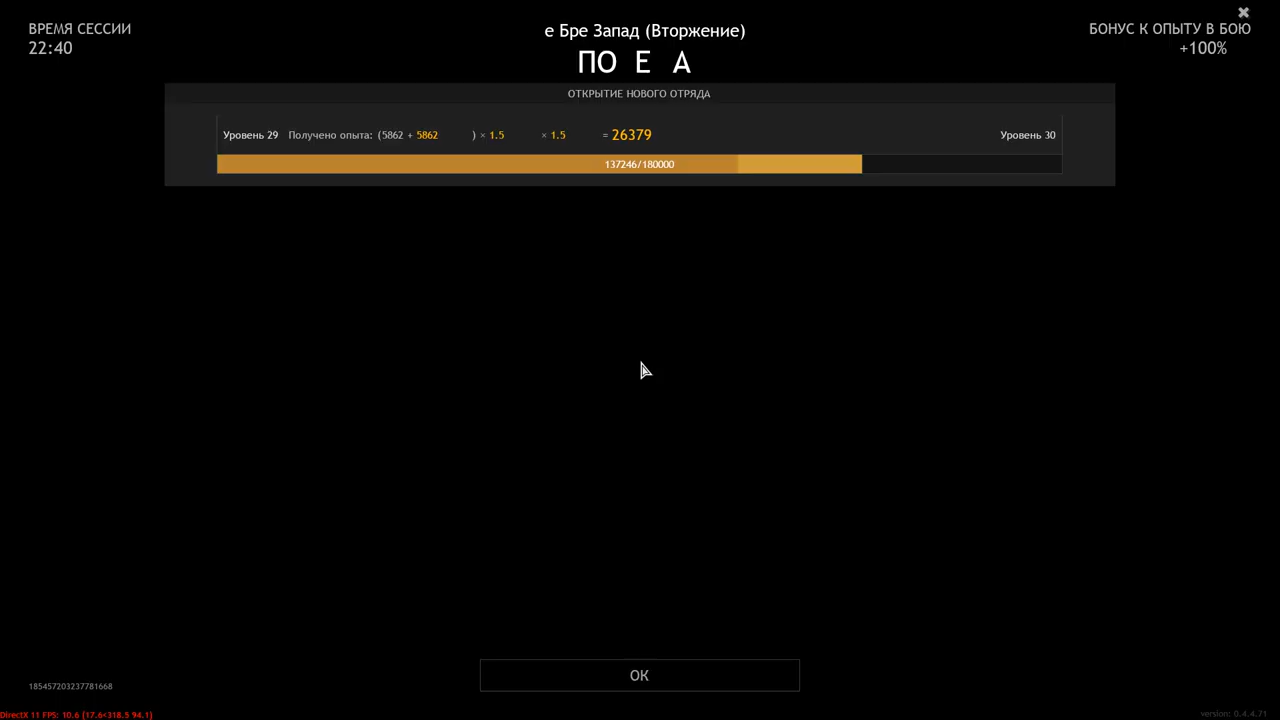 ✖
ВРЕМЯ СЕССИИ
22:40
е Бре Запад (Вторжение)
ПО Е А
БОНУС К ОПЫТУ В БОЮ
+100%
ОТКРЫТИЕ НОВОГО ОТРЯДА
Уровень 29 Получено опыта: (5862 + 5862 ) × 1.5 × 1.5 = 26379 Уровень 30
137246/180000
ОК
185457203237781668
DirectX 11 FPS: 10.6 (17.6<318.5 94.1)
version: 0.4.4.71